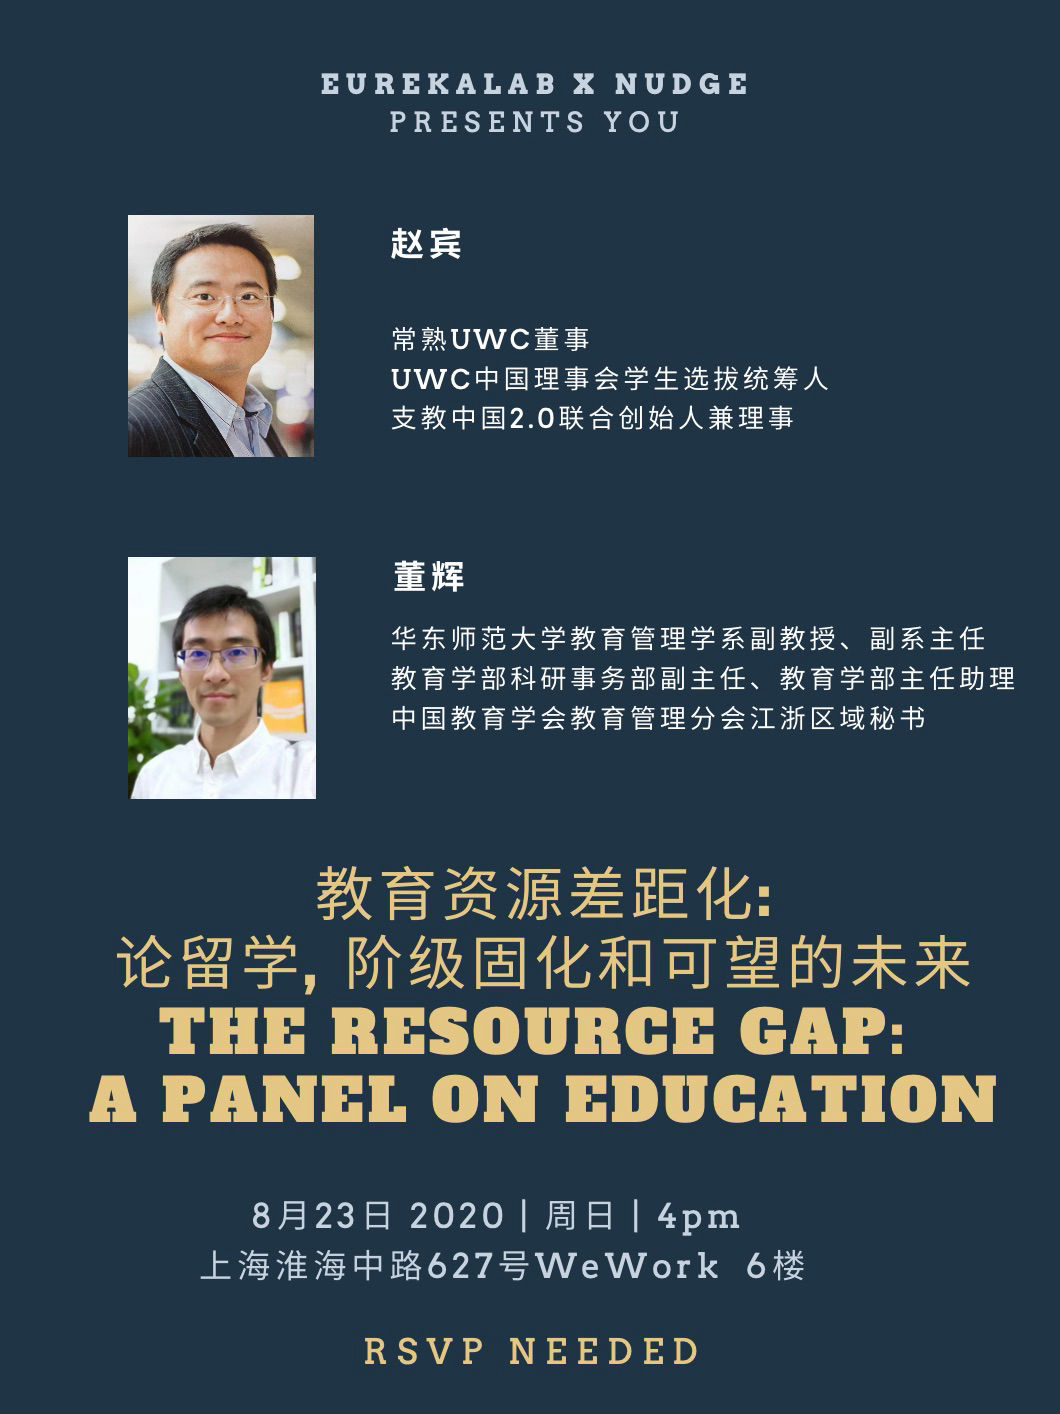 EUREKALAB X NUDGE
PRESENTS YOU
赵宾
常熟UWC董事
UWC中国理事会学生选拔统筹人
支教中国2.0联合创始人兼理事
董辉
华东师范大学教育管理学系副教授、副系主任
教育学部科研事务部副主任、教育学部主任助理
中国教育学会教育管理分会江浙区域秘书
教育资源差距化:
论留学, 阶级固化和可望的未来
THE RESOURCE GAP:
A PANEL ON EDUCATION
8月23日 2020 | 周日 | 4pm
上海淮海中路627号WeWork 6楼
RSVP NEEDED